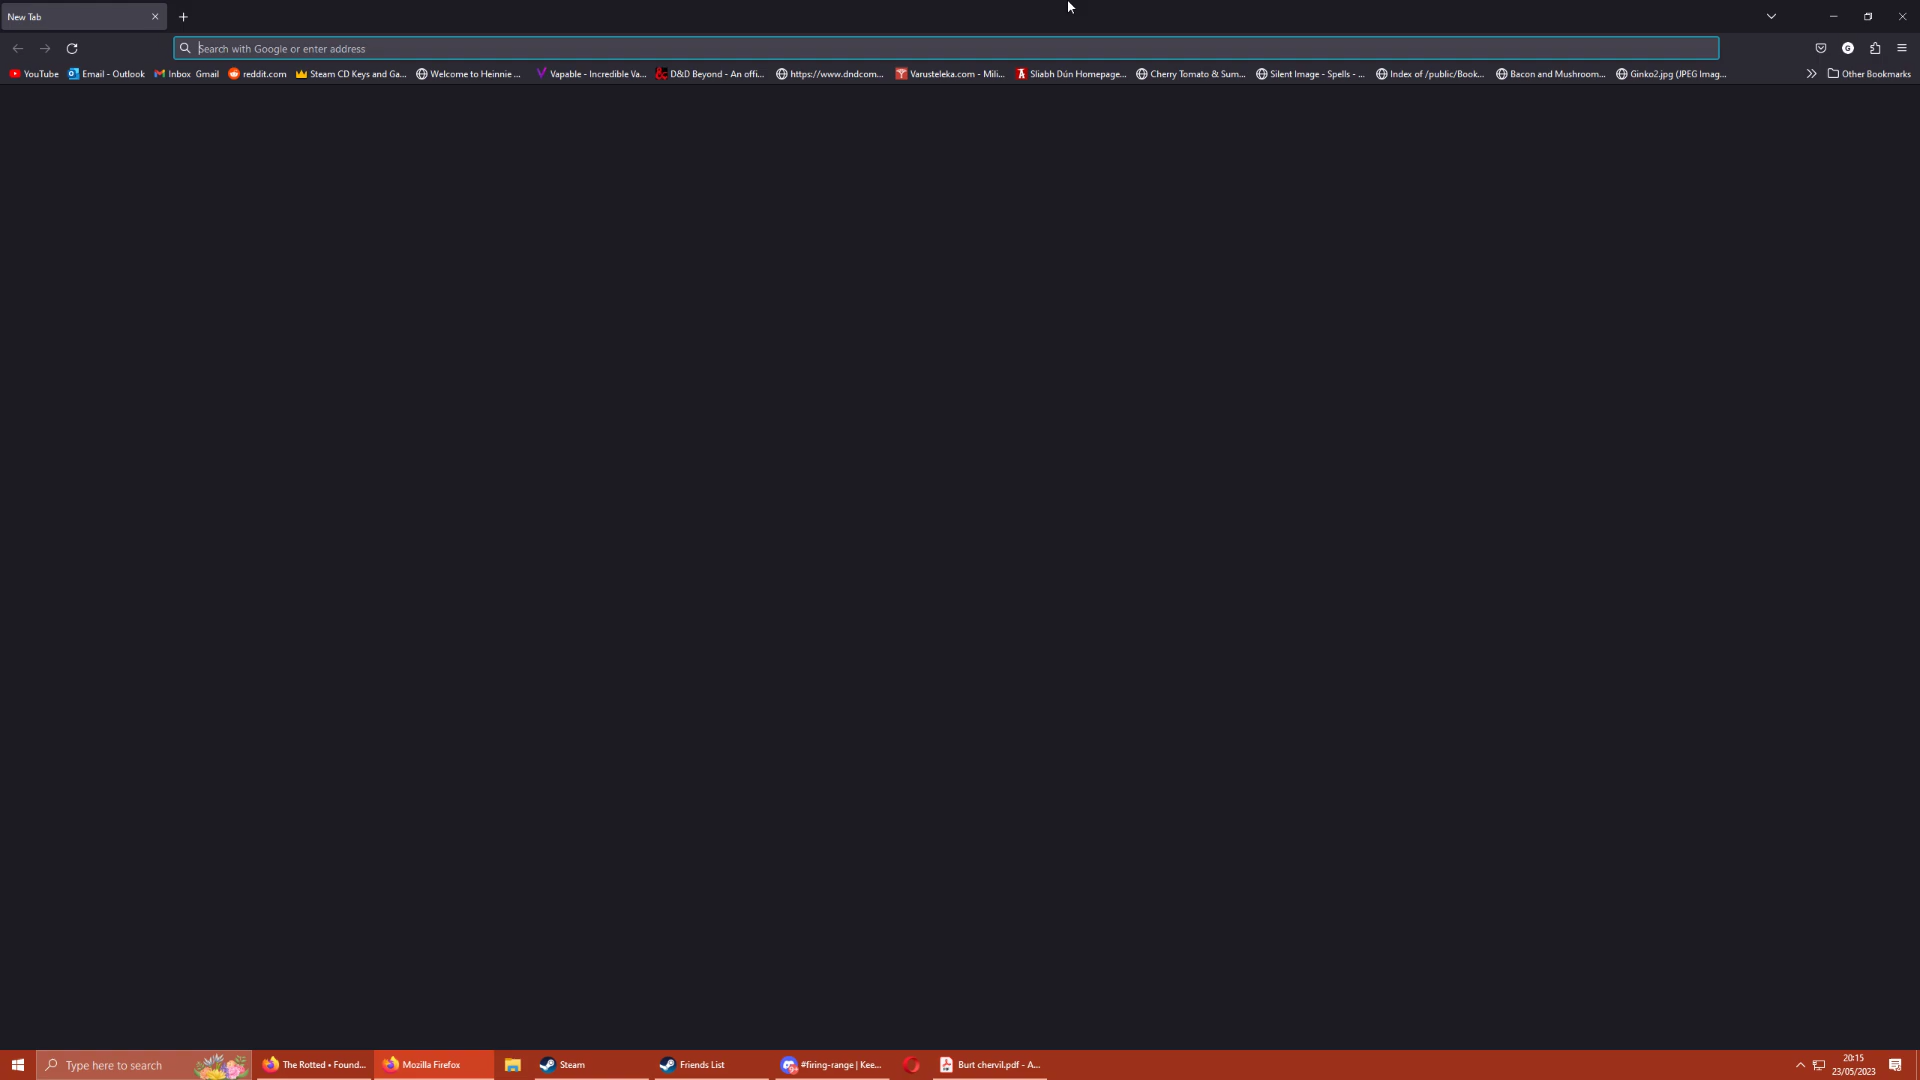 New Tab
Search with Google or enter address
YouTube Email - Outlook Inbox Gmail reddit.com Steam CD Keys and Ga... Welcome to Heinnie ... Vapable - Incredible Va... D&D Beyond - An offi... https://www.dndcom... Varusteleka.com - Mili... Sliabh Dún Homepage... Cherry Tomato & Sum... Silent Image - Spells - ... Index of /public/Book... Bacon and Mushroom... Ginko2.jpg (JPEG Imag... Other Bookmarks
Type here to search The Rotted • Found... Mozilla Firefox Steam Friends List #firing-range | Kee... Burt chervil.pdf - A... 20:15
23/05/2023